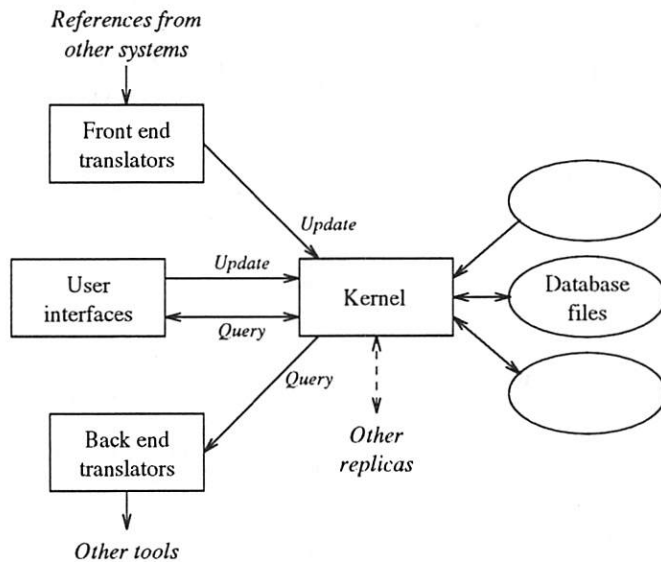 References from
other systems
Front end
translators
Update
User
interfaces
Update
Query
Kernel
Database
files
Query
Back end
translators
Other
replicas
Other tools